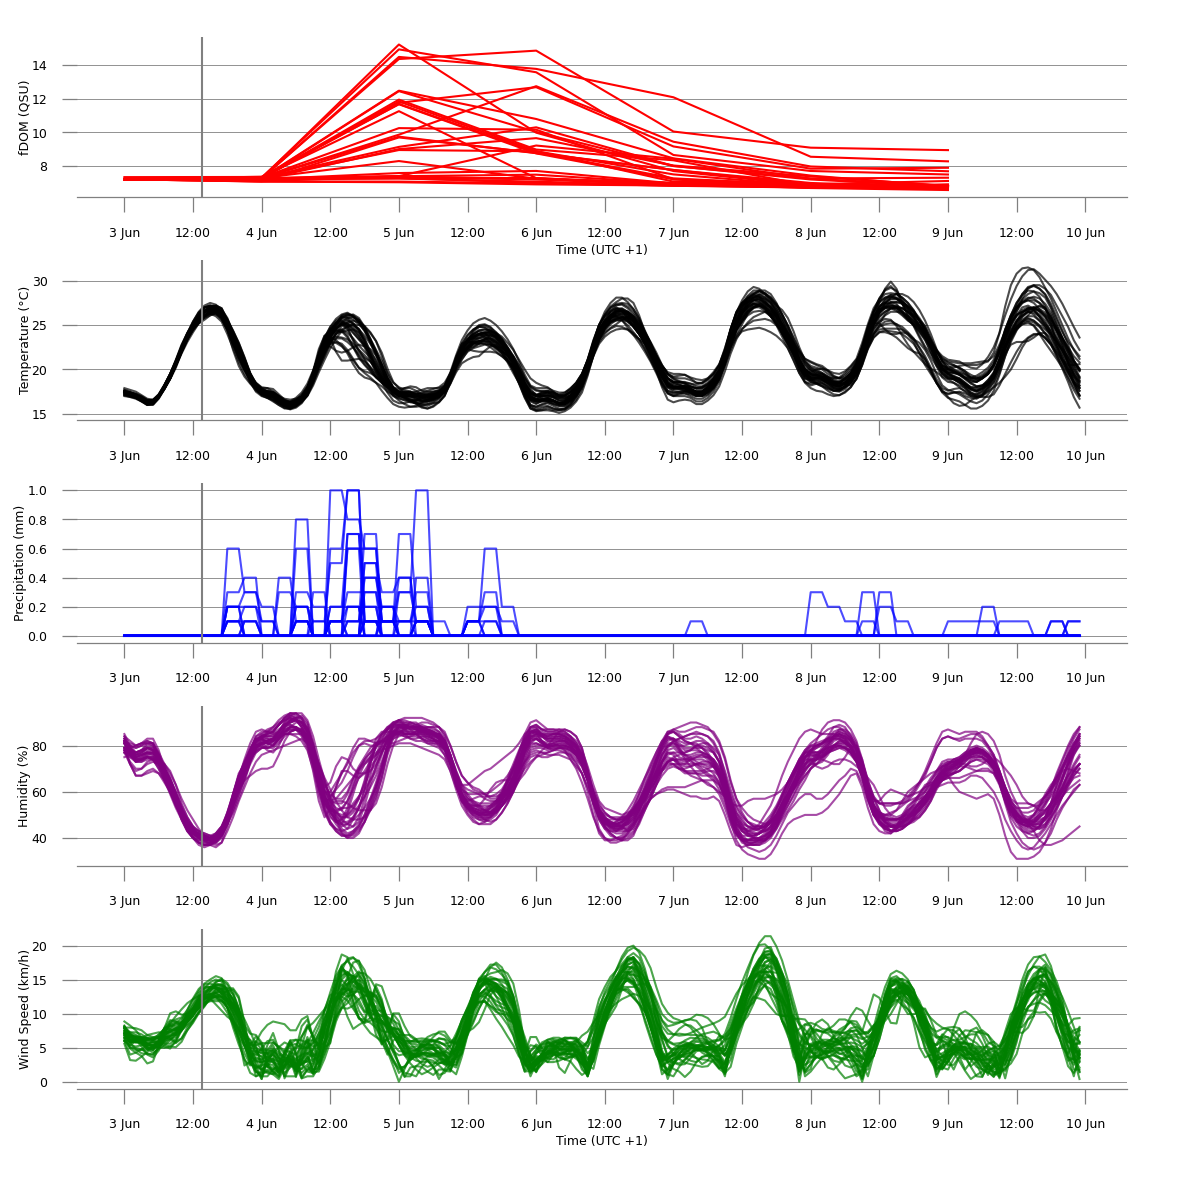 fDOM (QSU)
14
12
10
8
3 Jun 12:00 4 Jun 12:00 5 Jun 12:00 6 Jun 12:00 7 Jun 12:00 8 Jun 12:00 9 Jun 12:00 10 Jun
Time (UTC +1)
Temperature (°C)
30
25
20
15
3 Jun 12:00 4 Jun 12:00 5 Jun 12:00 6 Jun 12:00 7 Jun 12:00 8 Jun 12:00 9 Jun 12:00 10 Jun
Precipitation (mm)
1.0
0.8
0.6
0.4
0.2
0.0
3 Jun 12:00 4 Jun 12:00 5 Jun 12:00 6 Jun 12:00 7 Jun 12:00 8 Jun 12:00 9 Jun 12:00 10 Jun
Humidity (%)
80
60
40
3 Jun 12:00 4 Jun 12:00 5 Jun 12:00 6 Jun 12:00 7 Jun 12:00 8 Jun 12:00 9 Jun 12:00 10 Jun
Wind Speed (km/h)
20
15
10
5
0
3 Jun 12:00 4 Jun 12:00 5 Jun 12:00 6 Jun 12:00 7 Jun 12:00 8 Jun 12:00 9 Jun 12:00 10 Jun
Time (UTC +1)